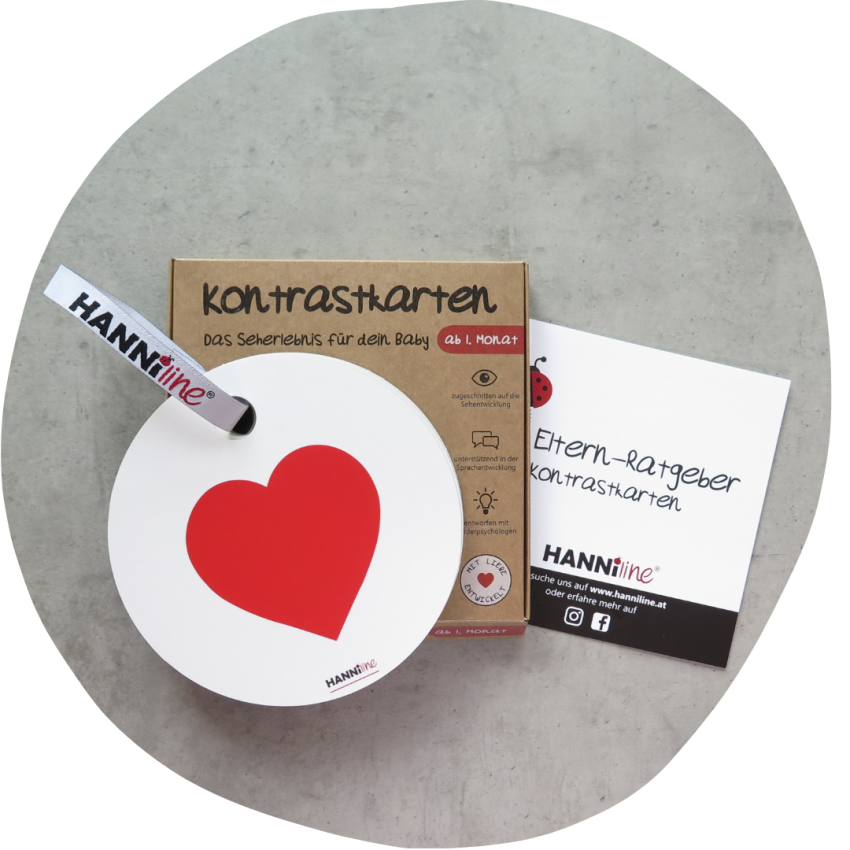 Kontrastkarten
Das Seherlebnis für dein Baby ab 1. Monat
HANNiline®
zugeschnitten auf die
Sehentwicklung
unterstützend in der
Sprachentwicklung
entworfen mit
MIT LIEBE
ENTWICKELT
ab 1. Monat
HANNiline
Eltern-Ratgeber
Kontrastkarten
HANNiline®
suche uns auf www.hanniline.at
oder erfahre mehr auf